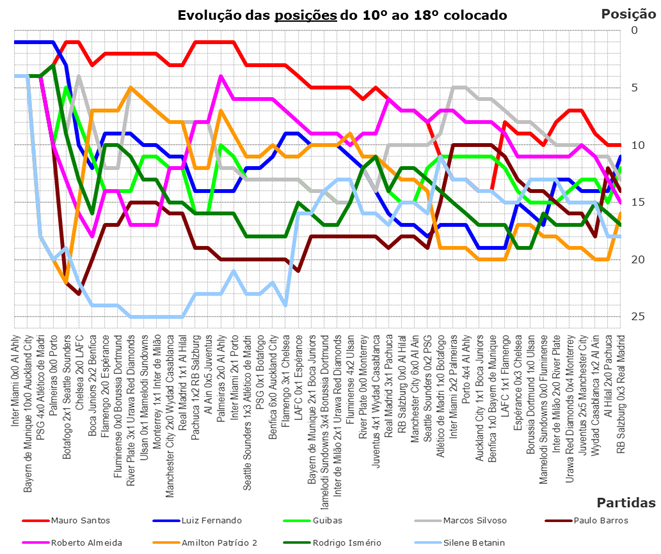 Evolução das posições do 10º ao 18º colocado
Posição
0
5
10
15
20
25
Inter Miami 0x0 Al Ahly
Bayern de Munique 10x0 Auckland City
PSG 4x0 Atlético de Madri
Palmeiras 0x0 Porto
Botafogo 2x1 Seattle Sounders
Chelsea 2x0 LAFC
Boca Juniors 2x2 Benfica
Flamengo 2x0 Espérance
Fluminense 0x0 Borussia Dortmund
River Plate 3x1 Urawa Red Diamonds
Ulsan 0x1 Mamelodi Sundowns
Monterrey 1x1 Inter de Milão
Manchester City 2x0 Wydad Casablanca
Real Madrid 1x1 Al Hilal
Pachuca 1x2 RB Salzburg
Al Ain 0x5 Juventus
Palmeiras 2x0 Al Ahly
Inter Miami 2x1 Porto
Seattle Sounders 1x3 Atlético de Madri
PSG 0x1 Botafogo
Benfica 6x0 Auckland City
Flamengo 3x1 Chelsea
LAFC 0x1 Espérance
Bayern de Munique 2x1 Boca Juniors
Mamelodi Sundowns 3x4 Borussia Dortmund
Inter de Milão 2x1 Urawa Red Diamonds
Fluminense 4x2 Ulsan
River Plate 0x0 Monterrey
Juventus 4x1 Wydad Casablanca
Real Madrid 3x1 Pachuca
RB Salzburg 0x0 Al Hilal
Manchester City 6x0 Al Ain
Seattle Sounders 0x2 PSG
Atlético de Madri 1x0 Botafogo
Inter Miami 2x2 Palmeiras
Porto 4x4 Al Ahly
Auckland City 1x1 Boca Juniors
Benfica 1x0 Bayern de Munique
LAFC 1x1 Flamengo
Espérance 0x3 Chelsea
Borussia Dortmund 1x0 Ulsan
Mamelodi Sundowns 0x0 Fluminense
Inter de Milão 2x0 River Plate
Urawa Red Diamonds 0x4 Monterrey
Juventus 2x5 Manchester City
Wydad Casablanca 1x2 Al Ain
Al Hilal 2x0 Pachuca
RB Salzburg 0x3 Real Madrid
Partidas
Mauro Santos
Luiz Fernando
Guibas
Marcos Silvoso
Paulo Barros
Roberto Almeida
Amilton Patrício 2
Rodrigo Ismério
Silene Betanin